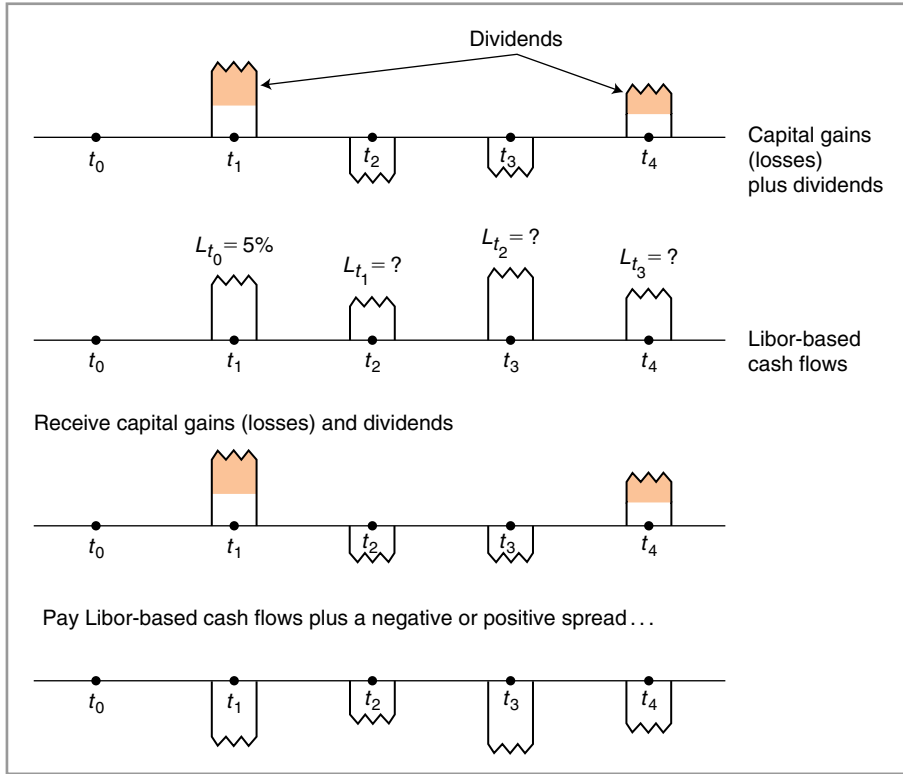 Dividends
t0 t1 t2 t3 t4
Capital gains
(losses)
plus dividends
Lt0 = 5% Lt1 = ? Lt2 = ? Lt3 = ?
t0 t1 t2 t3 t4
Libor-based
cash flows
Receive capital gains (losses) and dividends
t0 t1 t2 t3 t4
Pay Libor-based cash flows plus a negative or positive spread . . .
t0 t1 t2 t3 t4